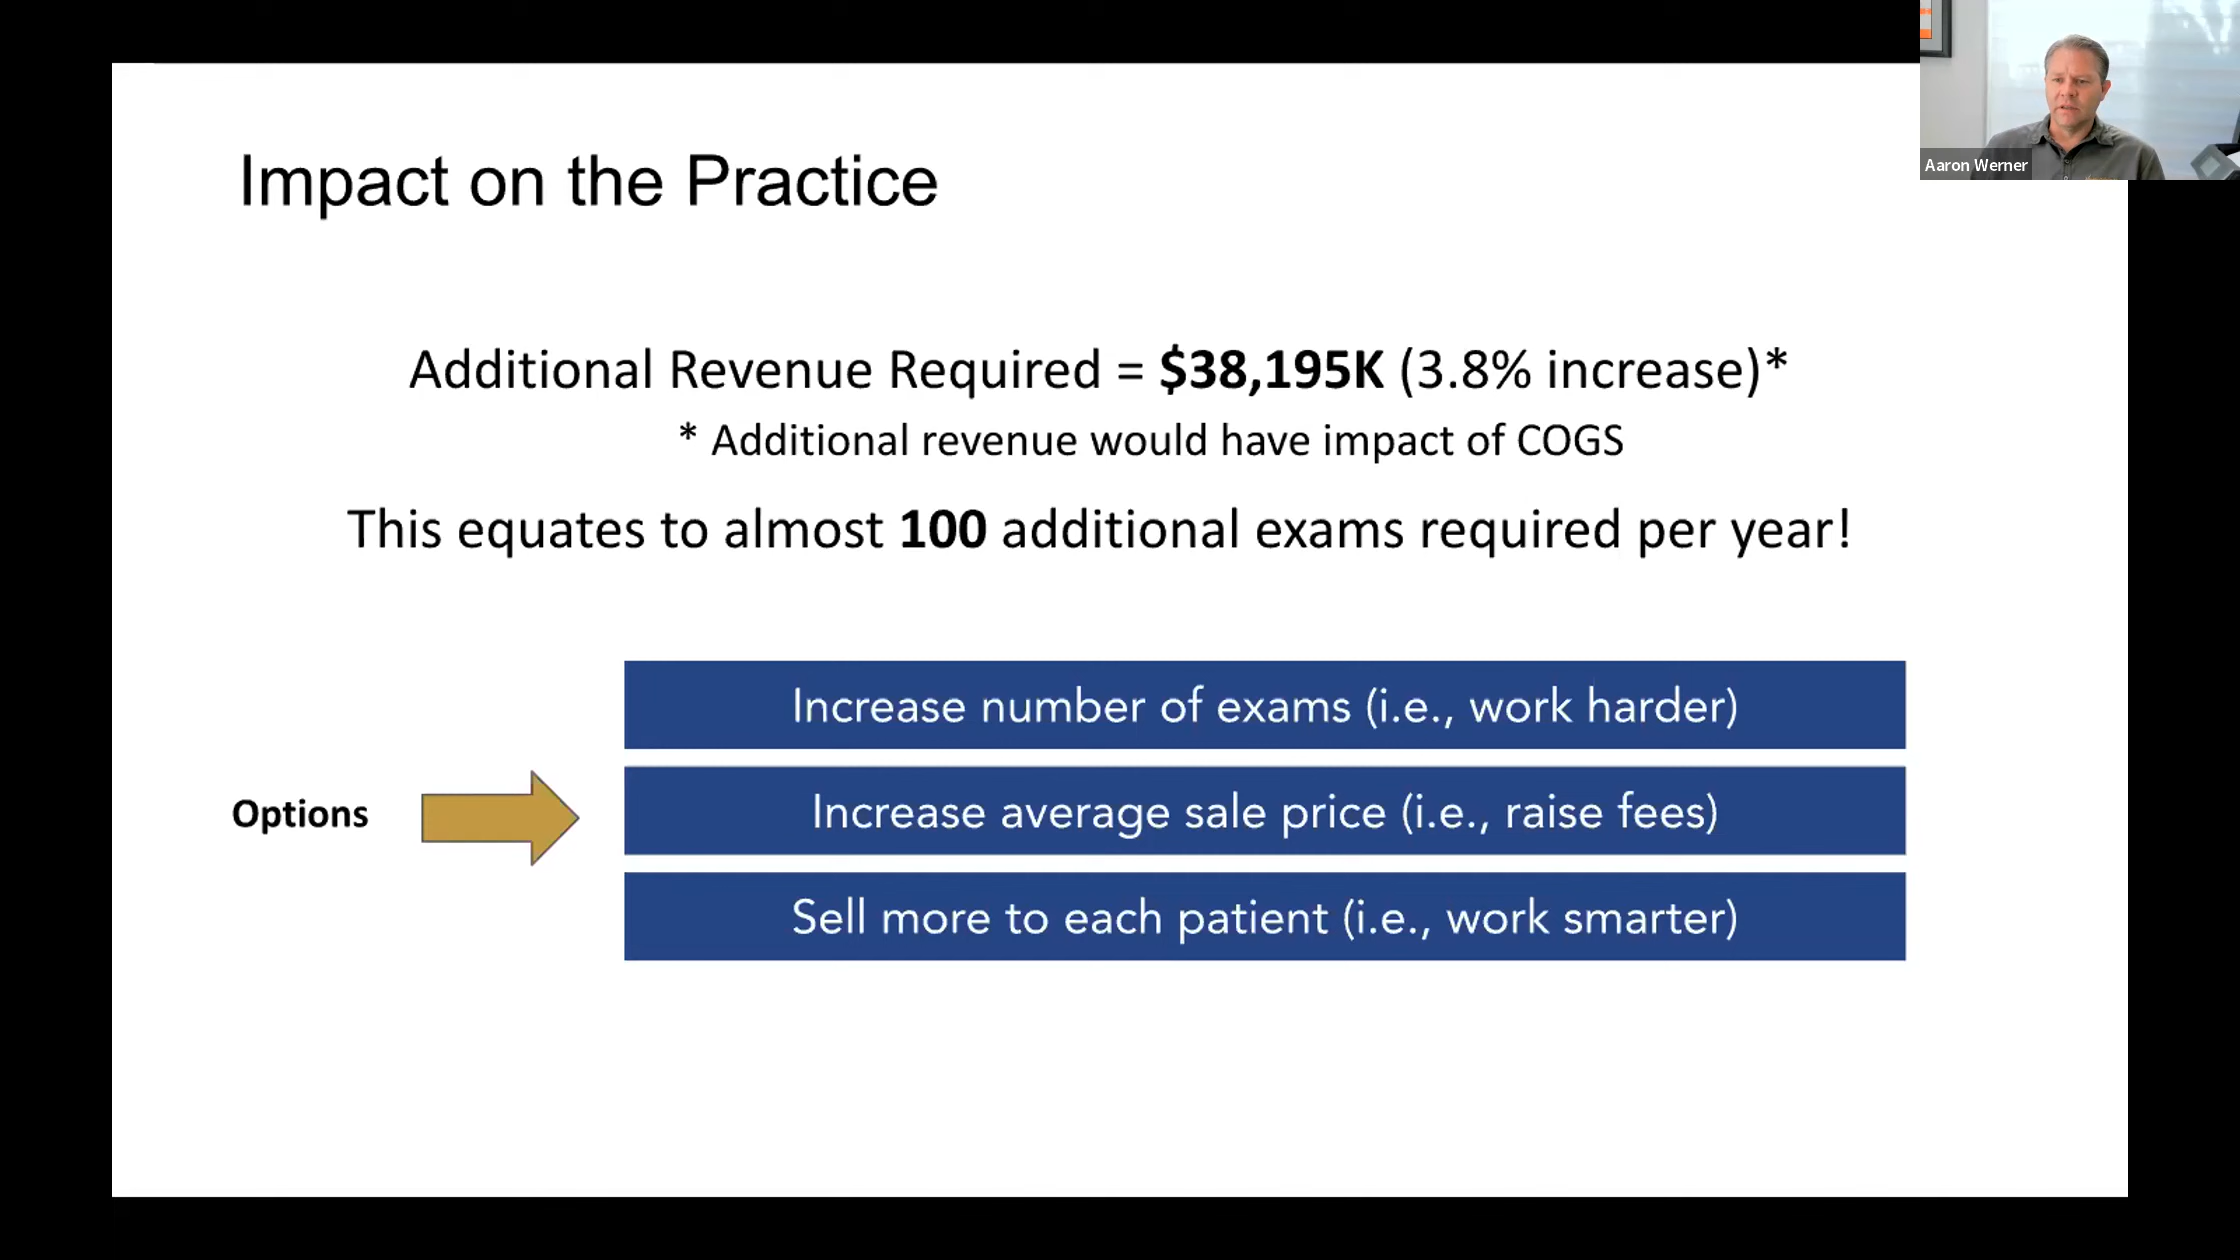 Aaron Werner
Impact on the Practice
Additional Revenue Required = $38,195K (3.8% increase)*
* Additional revenue would have impact of COGS
This equates to almost 100 additional exams required per year!
Increase number of exams (i.e., work harder)
Options
Increase average sale price (i.e., raise fees)
Sell more to each patient (i.e., work smarter)